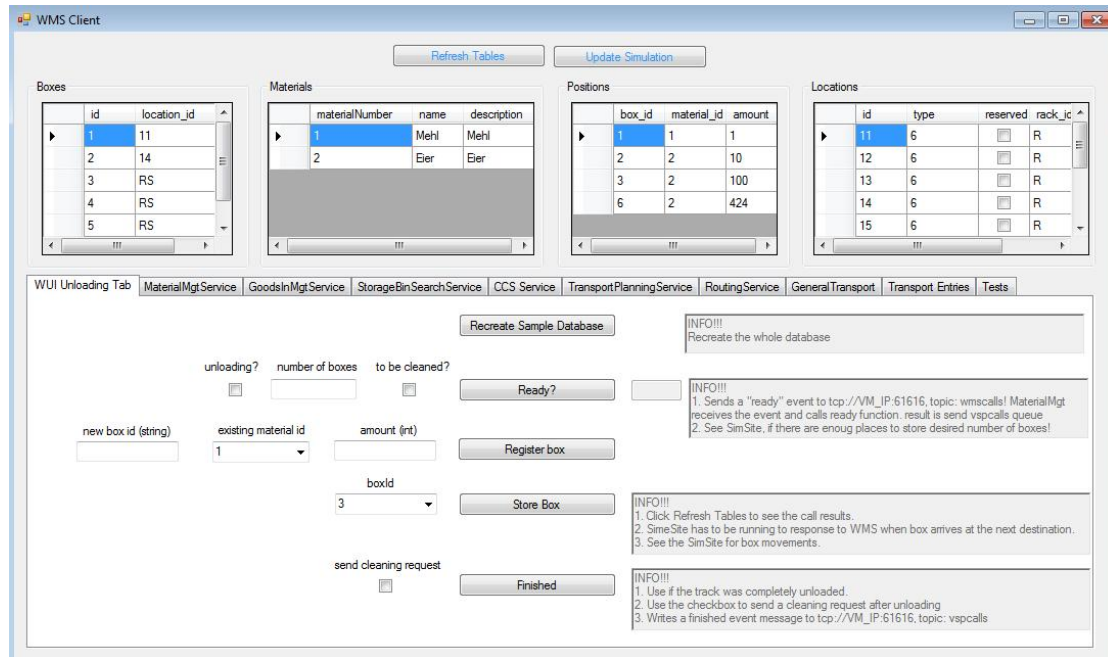 WMS Client
Refresh Tables Update Simulation
Boxes Materials Positions Locations
id location_id
1 11
2 14
3 RS
4 RS
5 RS
materialNumber name description
1 Mehl Mehl
2 Eier Eier
box_id material_id amount
1 1 1
2 2 10
3 2 100
6 2 424
id type reserved rack_id
11 6 R
12 6 R
13 6 R
14 6 R
15 6 R
WUI Unloading Tab MaterialMgtService GoodsInMgtService StorageBinSearchService CCS Service TransportPlanningService RoutingService GeneralTransport Transport Entries Tests
Recreate Sample Database
INFO!!!
Recreate the whole database
unloading? number of boxes to be cleaned?
Ready?
INFO!!!
1. Sends a "ready" event to tcp://VM_IP:61616, topic: wmscalls! MaterialMgt
receives the event and calls ready function. result is send vspcalls queue
2. See SimSite, if there are enoug places to store desired number of boxes!
new box id (string) existing material id amount (int)
1 Register box
boxId
3 Store Box
INFO!!!
1. Click Refresh Tables to see the call results.
2. SimeSite has to be running to response to WMS when box arrives at the next destination.
3. See the SimSite for box movements.
send cleaning request
Finished
INFO!!!
1. Use if the track was completely unloaded.
2. Use the checkbox to send a cleaning request after unloading
3. Writes a finished event message to tcp://VM_IP:61616, topic: vspcalls